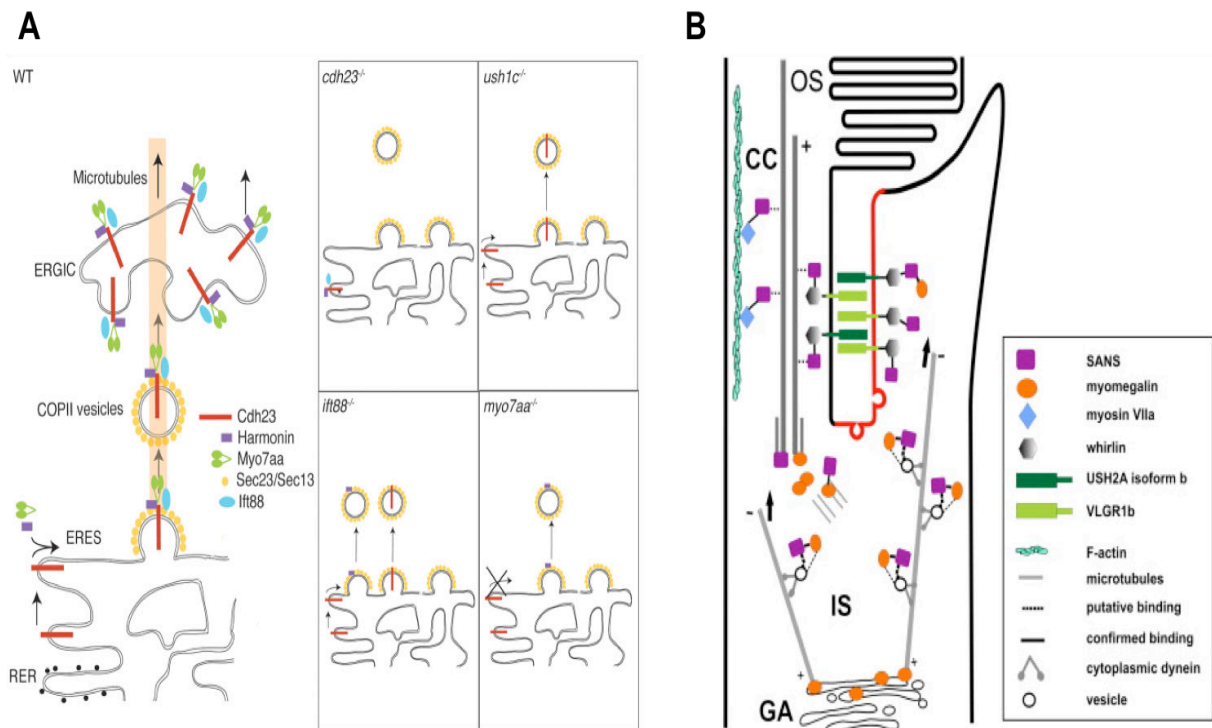 A
WT
Microtubules
ERGIC
COPII vesicles
Cdh23
Harmonin
Myo7aa
Sec23/Sec13
Ift88
ERES
RER
cdh23-/-
ush1c-/-
ift88-/-
myo7aa-/-
B
OS
CC
+
-
-
IS
+
+
GA
SANS
myomegalin
myosin VIIa
whirlin
USH2A isoform b
VLGR1b
F-actin
microtubules
putative binding
confirmed binding
cytoplasmic dynein
vesicle